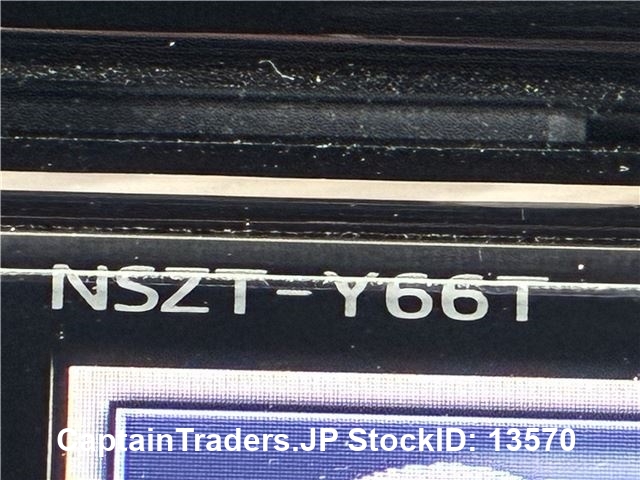 NSZT-Y66T
CaptainTraders.JP StockID: 13570